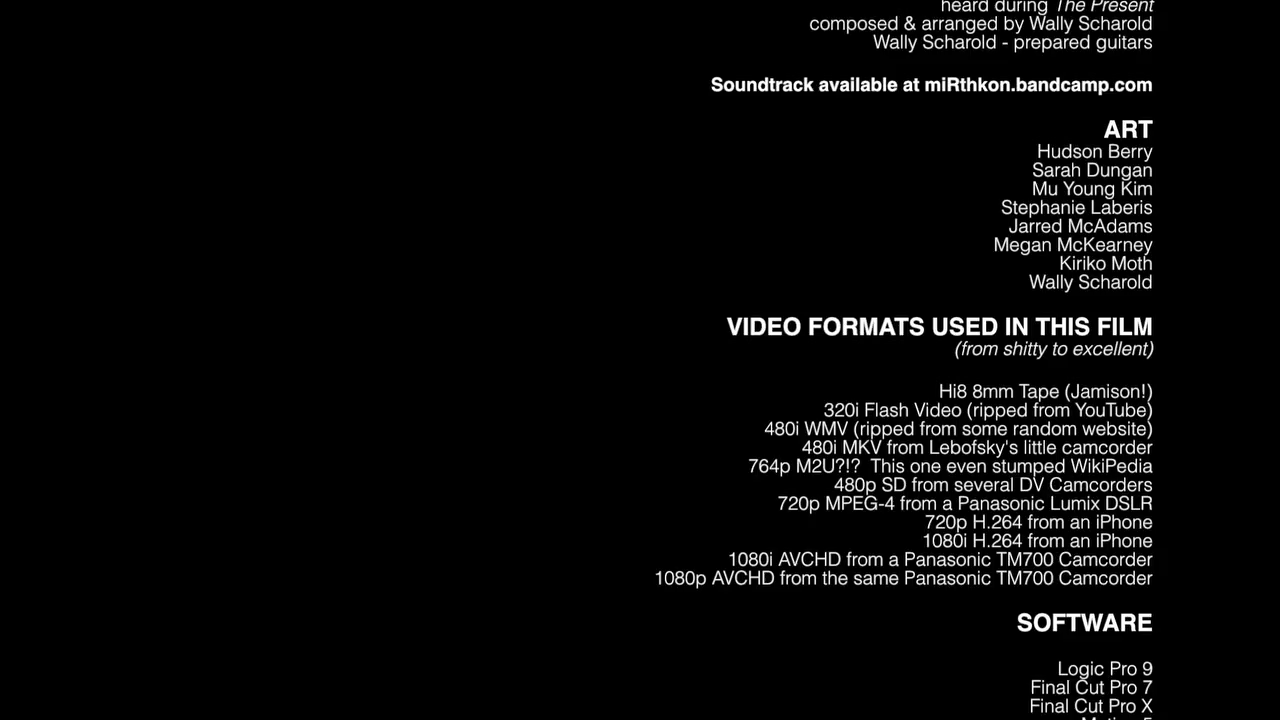 heard during The Present
composed & arranged by Wally Scharold
Wally Scharold - prepared guitars
Soundtrack available at miRthkon.bandcamp.com
ART
Hudson Berry
Sarah Dungan
Mu Young Kim
Stephanie Laberis
Jarred McAdams
Megan McKearney
Kiriko Moth
Wally Scharold
VIDEO FORMATS USED IN THIS FILM
(from shitty to excellent)
Hi8 8mm Tape (Jamison!)
320i Flash Video (ripped from YouTube)
480i WMV (ripped from some random website)
480i MKV from Lebofsky's little camcorder
764p M2U?!?  This one even stumped WikiPedia
480p SD from several DV Camcorders
720p MPEG-4 from a Panasonic Lumix DSLR
720p H.264 from an iPhone
1080i H.264 from an iPhone
1080i AVCHD from a Panasonic TM700 Camcorder
1080p AVCHD from the same Panasonic TM700 Camcorder
SOFTWARE
Logic Pro 9
Final Cut Pro 7
Final Cut Pro X